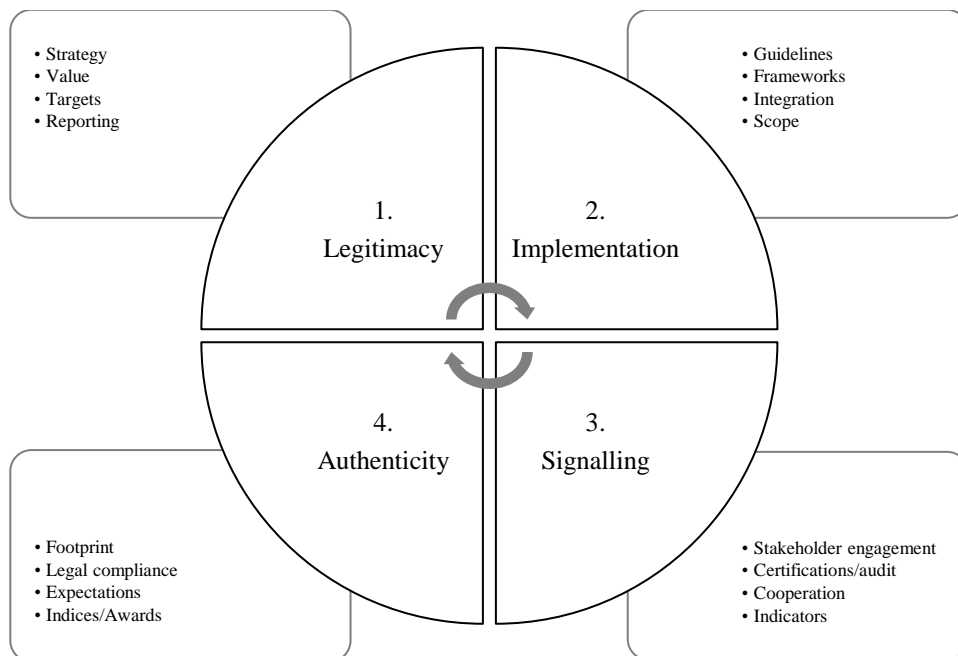 • Strategy
• Value
• Targets
• Reporting
• Guidelines
• Frameworks
• Integration
• Scope
1.
Legitimacy
2.
Implementation
4.
Authenticity
3.
Signalling
• Footprint
• Legal compliance
• Expectations
• Indices/Awards
• Stakeholder engagement
• Certifications/audit
• Cooperation
• Indicators